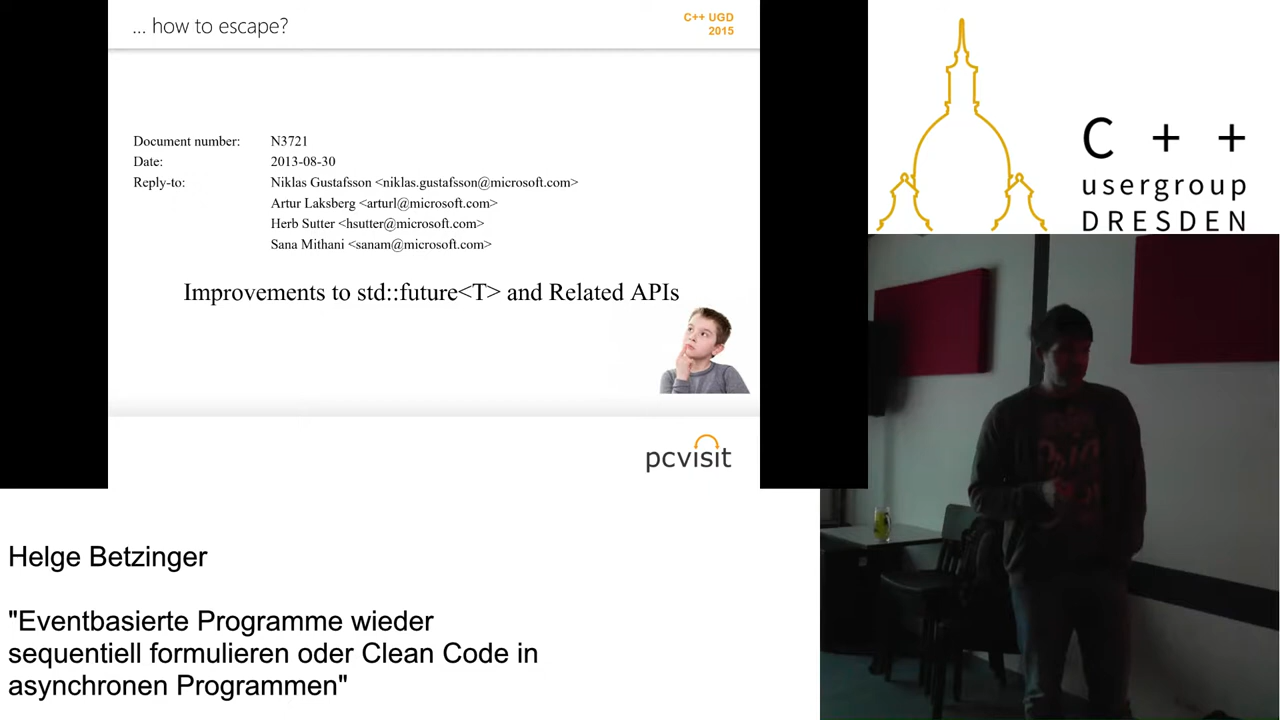 ... how to escape?
C++ UGD
2015
Document number: N3721
Date: 2013-08-30
Reply-to: Niklas Gustafsson <niklas.gustafsson@microsoft.com>
Artur Laksberg <arturl@microsoft.com>
Herb Sutter <hsutter@microsoft.com>
Sana Mithani <sanam@microsoft.com>
Improvements to std::future<T> and Related APIs
pcvisit
C + +
usergroup
DRESDEN
Helge Betzinger
"Eventbasierte Programme wieder
sequentiell formulieren oder Clean Code in
asynchronen Programmen"